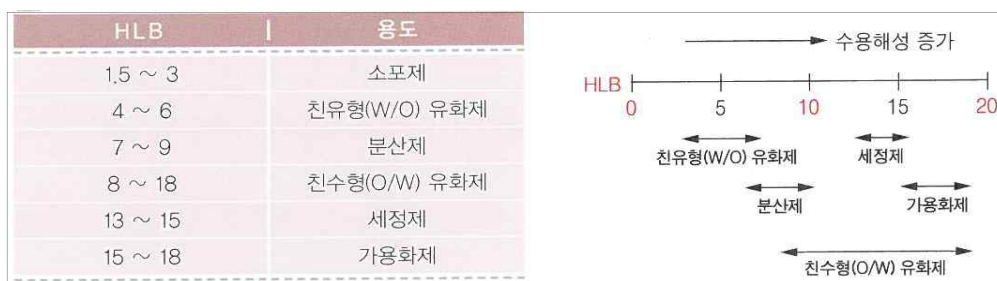 HLB | 용도
1.5 ~ 3 소포제
4 ~ 6 친유형(W/O) 유화제
7 ~ 9 분산제
8 ~ 18 친수형(O/W) 유화제
13 ~ 15 세정제
15 ~ 18 가용화제
수용해성 증가
HLB
0 5 10 15 20
친유형(W/O) 유화제 세정제
분산제 가용화제
친수형(O/W) 유화제